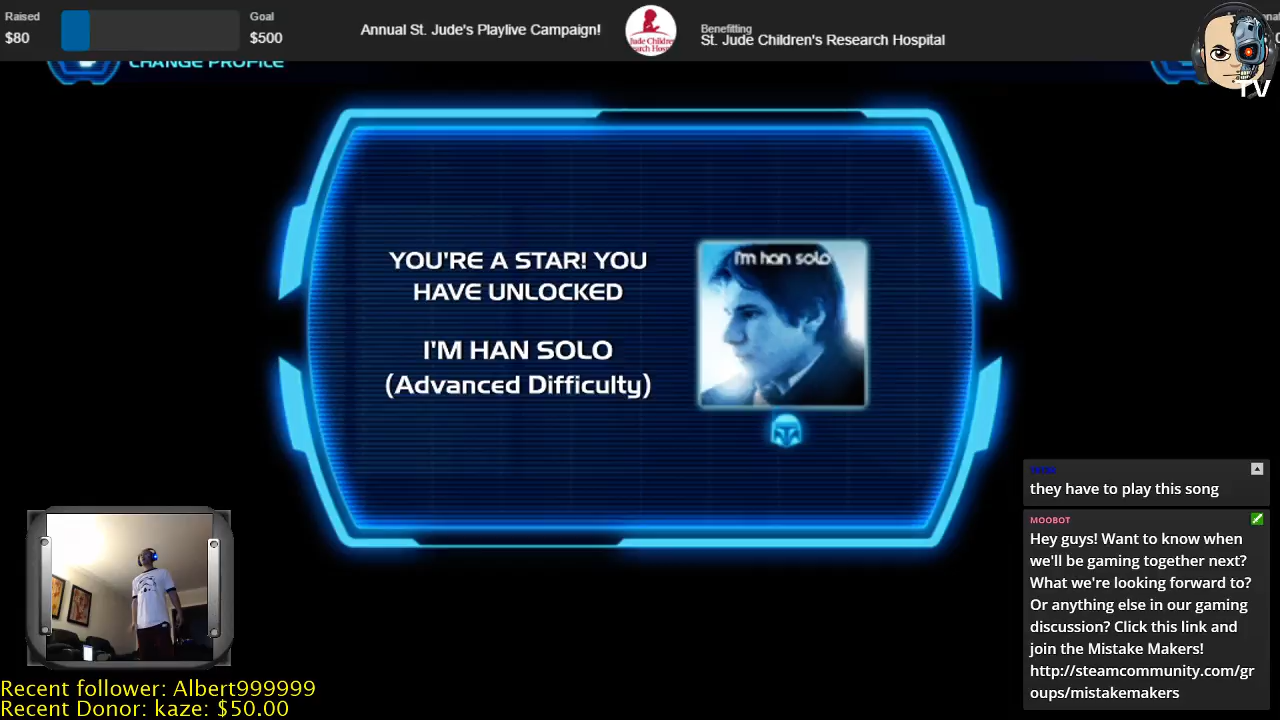 Raised
$80
Goal
$500
Annual St. Jude's Playlive Campaign!
Benefitting
St. Jude Children's Research Hospital
TV
CHANGE PROFILE
YOU'RE A STAR! YOU
HAVE UNLOCKED
I'M HAN SOLO
(Advanced Difficulty)
I'm han solo
they have to play this song
MOOBOT
Hey guys! Want to know when
we'll be gaming together next?
What we're looking forward to?
Or anything else in our gaming
discussion? Click this link and
join the Mistake Makers!
http://steamcommunity.com/gr
oups/mistakemakers
Recent follower: Albert999999
Recent Donor: kaze: $50.00